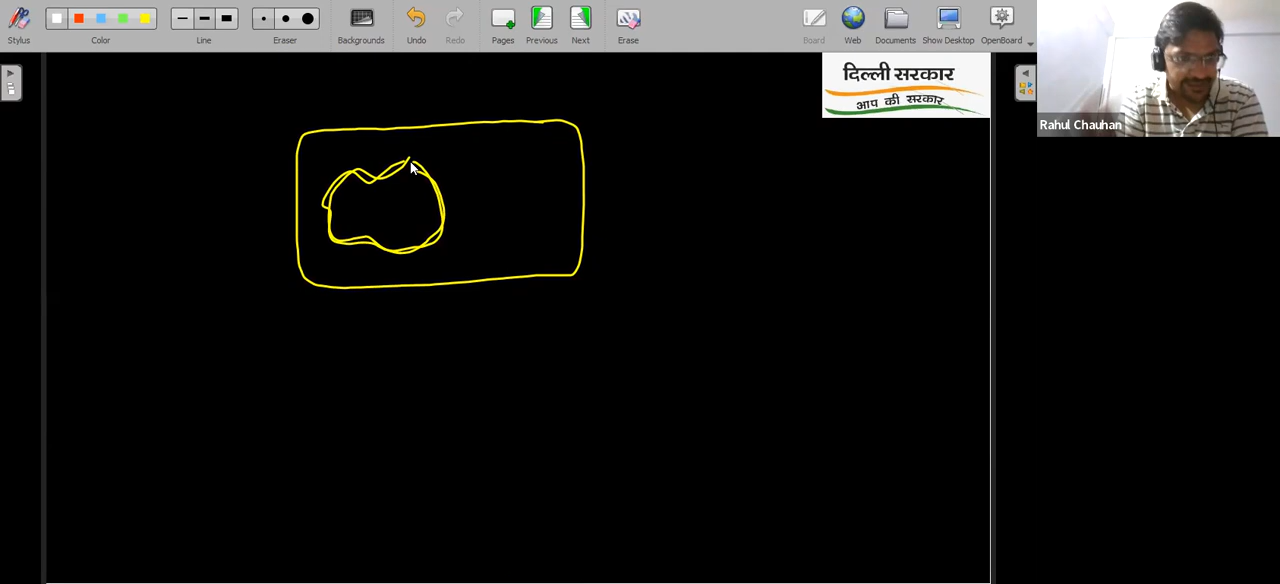 Stylus
Color
Line
Eraser
Backgrounds
Undo
Redo
Pages
Previous
Next
Erase
Board
Web
Documents
Show Desktop
OpenBoard
दिल्ली सरकार
आप की सरकार
Rahul Chauhan